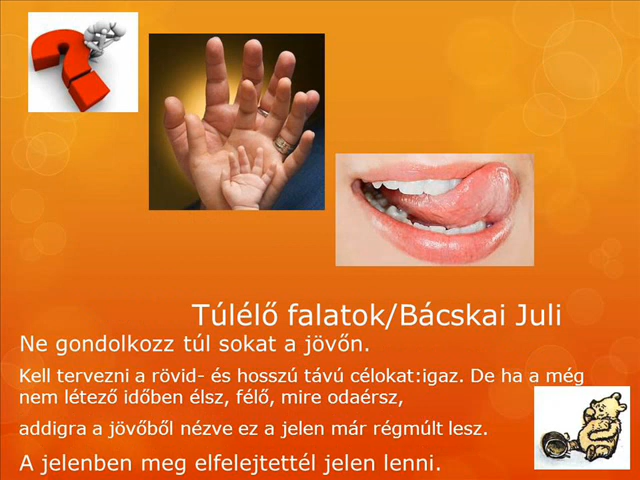 Túlélő falatok/Bácskai Juli
Ne gondolkozz túl sokat a jövőn.
Kell tervezni a rövid- és hosszú távú célokat:igaz. De ha a még
nem létező időben élsz, félő, mire odaérsz,
addigra a jövőből nézve ez a jelen már régmúlt lesz.
A jelenben meg elfelejtettél jelen lenni.